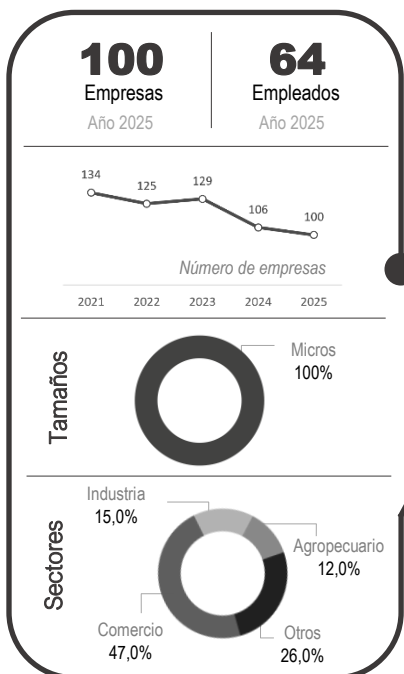 100
Empresas
Año 2025
64
Empleados
Año 2025
134
125
129
106
100
Número de empresas
2021 2022 2023 2024 2025
Tamaños
Micros
100%
Sectores
Industria
15,0%
Agropecuario
12,0%
Comercio
47,0%
Otros
26,0%